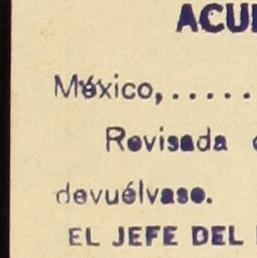 ACU
México,.....
Revisada
devuélvase.
EL JEFE DEL